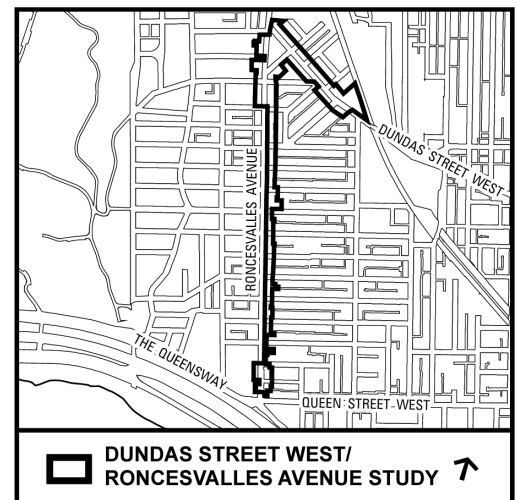 DUNDAS STREET WEST
RONCESVALLES AVENUE
THE QUEENSWAY
QUEEN STREET WEST
DUNDAS STREET WEST/
RONCESVALLES AVENUE STUDY